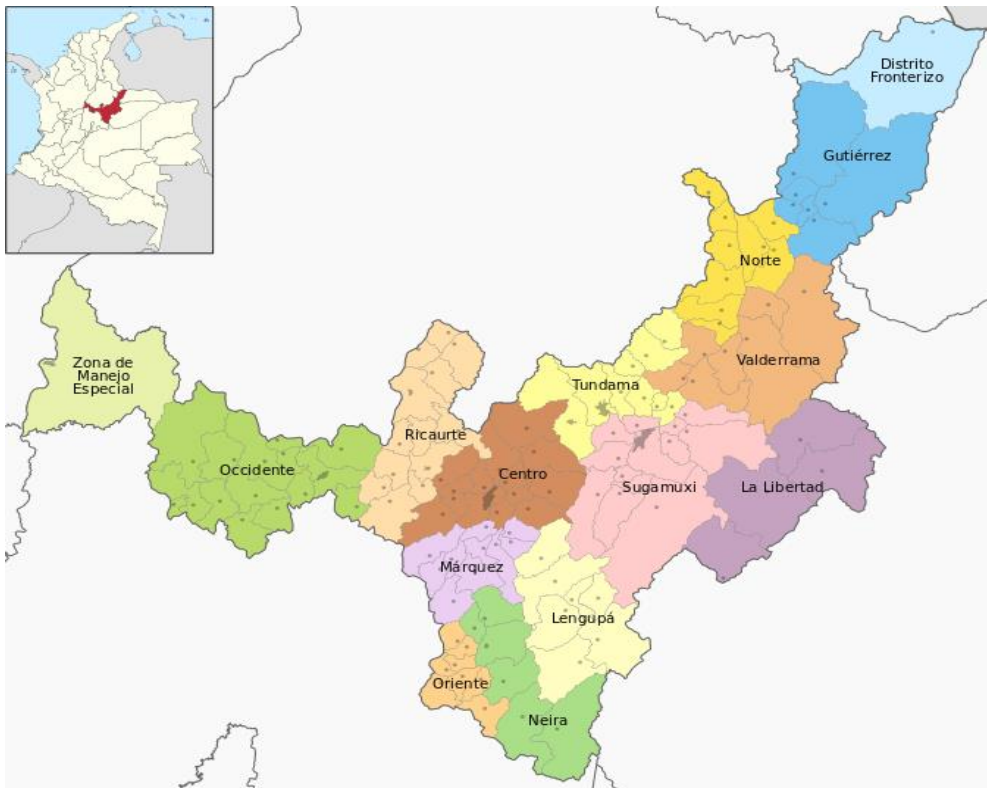 Distrito
Fronterizo
Gutiérrez
Norte
Zona de
Manejo
Especial
Valderrama
Tundama
Ricaurte
Occidente
Centro
Sugamuxi
La Libertad
Márquez
Lengupá
Oriente
Neira